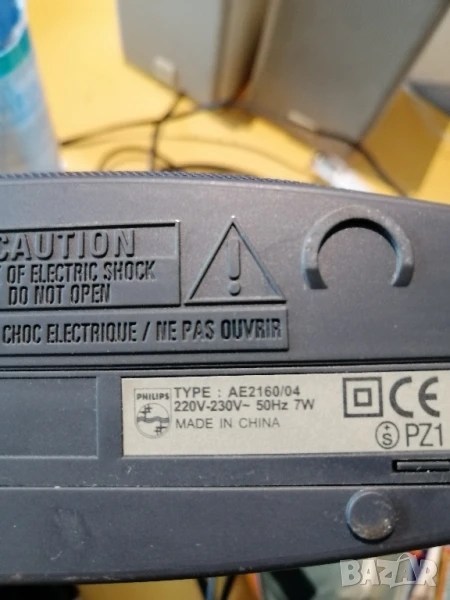 CAUTION
OF ELECTRIC SHOCK
DO NOT OPEN
CHOC ELECTRIQUE / NE PAS OUVRIR
PHILIPS
TYPE : AE2160/04
220V-230V~ 50Hz 7W
MADE IN CHINA
CE
S PZ1
BAZAR